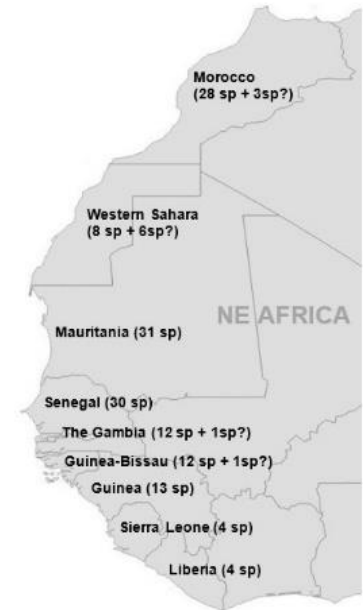 Morocco
(28 sp + 3sp?)
Western Sahara
(8 sp + 6sp?)
Mauritania (31 sp)
NE AFRICA
Senegal (30 sp)
The Gambia (12 sp + 1sp?)
Guinea-Bissau (12 sp + 1sp?)
Guinea (13 sp)
Sierra Leone (4 sp)
Liberia (4 sp)